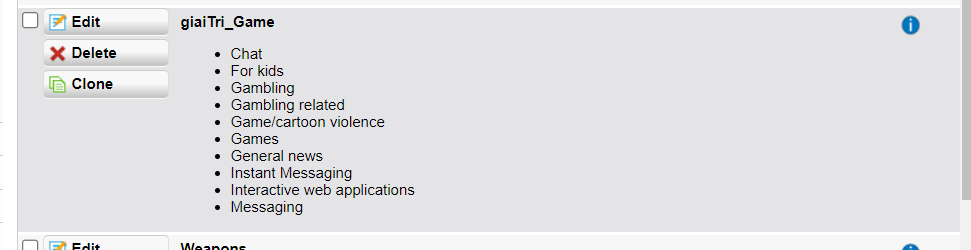 Edit
giaiTri_Game
Delete
Clone
Chat
For kids
Gambling
Gambling related
Game/cartoon violence
Games
General news
Instant Messaging
Interactive web applications
Messaging
Edit
Weapons